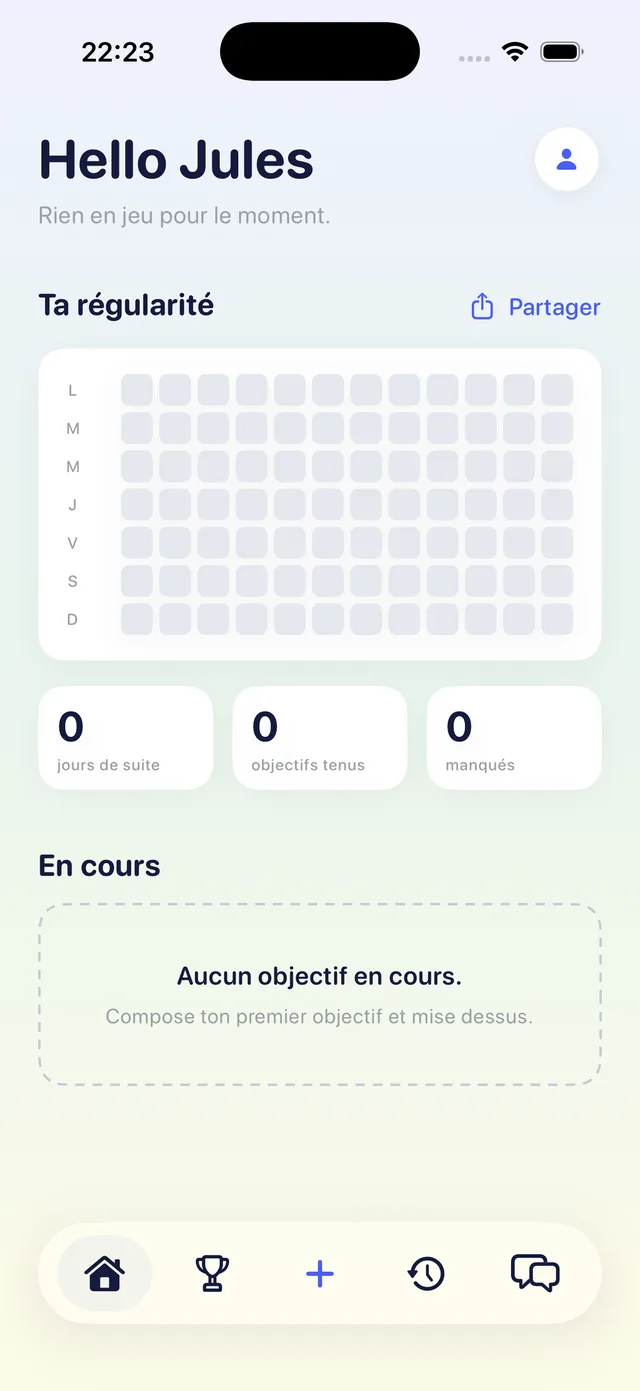 22:23
Hello Jules
Rien en jeu pour le moment.
Ta régularité
Partager
L
M
M
J
V
S
D
0
jours de suite
0
objectifs tenus
0
manqués
En cours
Aucun objectif en cours.
Compose ton premier objectif et mise dessus.